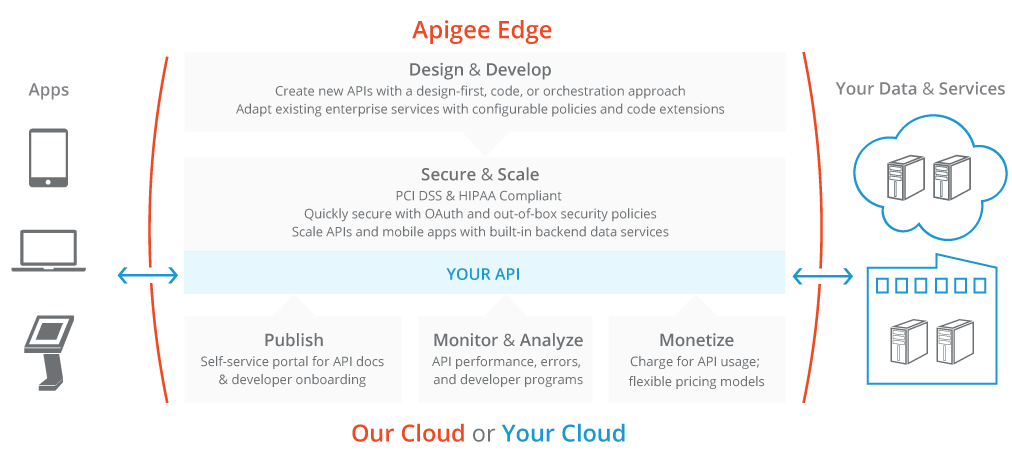 Apigee Edge
Apps
Design & Develop
Create new APIs with a design-first, code, or orchestration approach
Adapt existing enterprise services with configurable policies and code extensions
Your Data & Services
Secure & Scale
PCI DSS & HIPAA Compliant
Quickly secure with OAuth and out-of-box security policies
Scale APIs and mobile apps with built-in backend data services
YOUR API
Publish
Self-service portal for API docs
& developer onboarding
Monitor & Analyze
API performance, errors,
and developer programs
Monetize
Charge for API usage;
flexible pricing models
Our Cloud or Your Cloud